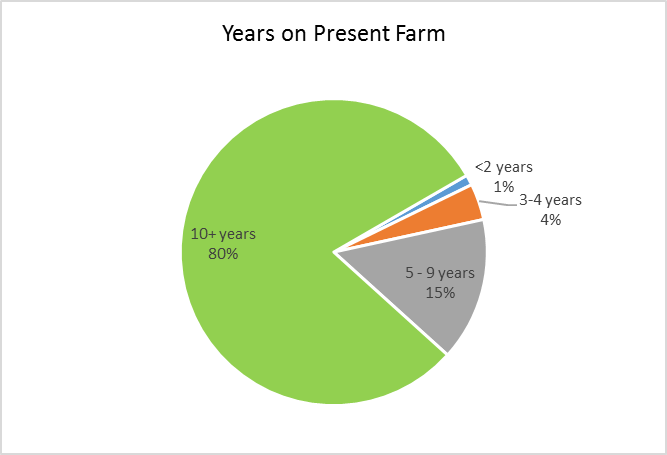 Years on Present Farm
<2 years
1%
3-4 years
4%
10+ years
80%
5 - 9 years
15%